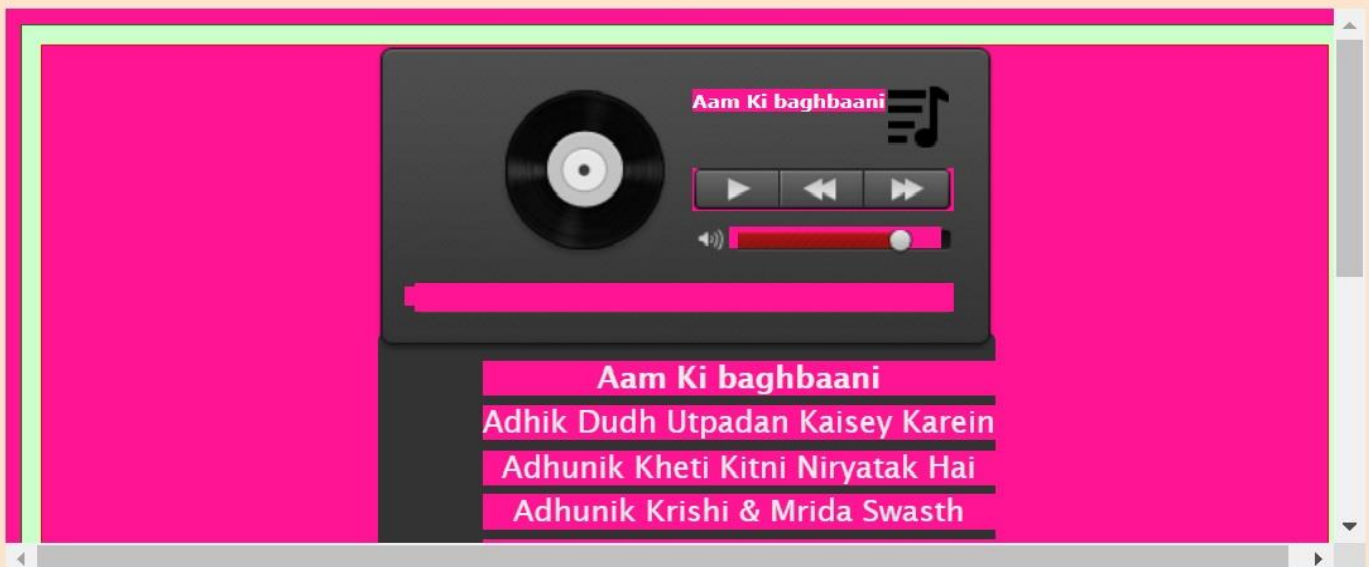 Aam Ki baghbaani
Aam Ki baghbaani
Adhik Dudh Utpadan Kaisey Karein
Adhunik Kheti Kitni Niryatak Hai
Adhunik Krishi & Mrida Swasth